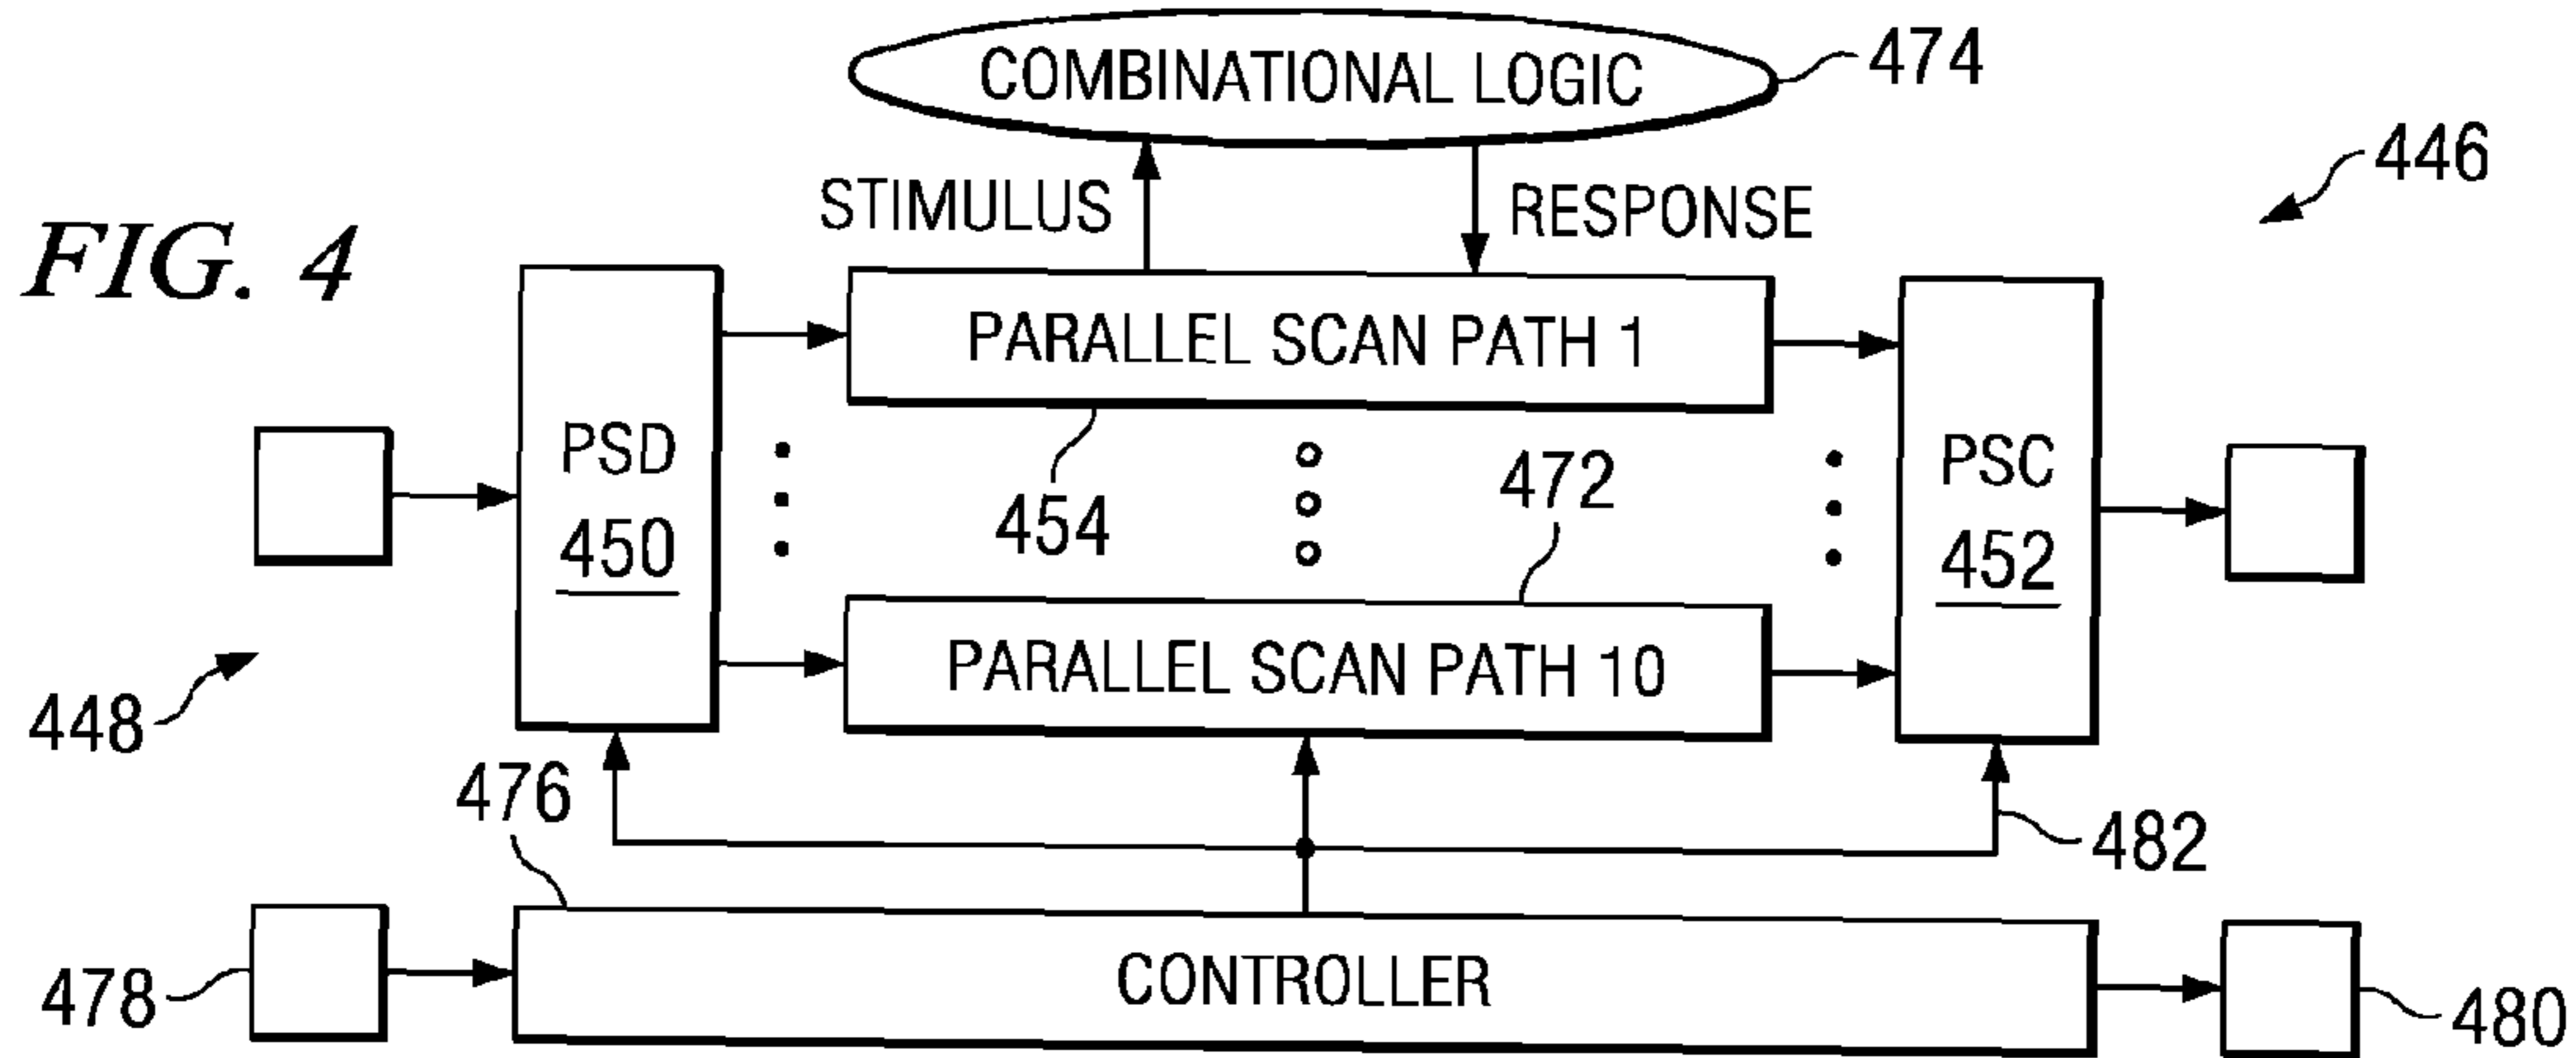 COMBINATIONAL LOGIC
474
446
STIMULUS
RESPONSE
FIG. 4
PARALLEL SCAN PATH 1
PSD
450
454
472
PSC
452
PARALLEL SCAN PATH 10
448
476
482
478
CONTROLLER
480